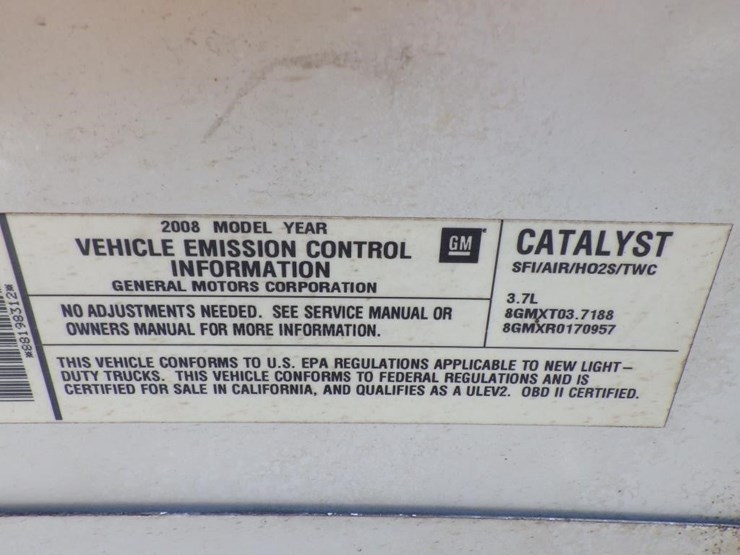 2008 MODEL YEAR
VEHICLE EMISSION CONTROL
INFORMATION
GENERAL MOTORS CORPORATION
GM
NO ADJUSTMENTS NEEDED. SEE SERVICE MANUAL OR
OWNERS MANUAL FOR MORE INFORMATION.
CATALYST
SFI/AIR/HO2S/TWC
3.7L
8GMXT03.7188
8GMXR0170957
THIS VEHICLE CONFORMS TO U.S. EPA REGULATIONS APPLICABLE TO NEW LIGHT-
DUTY TRUCKS. THIS VEHICLE CONFORMS TO FEDERAL REGULATIONS AND IS
CERTIFIED FOR SALE IN CALIFORNIA, AND QUALIFIES AS A ULEV2. OBD II CERTIFIED.
*88198312*